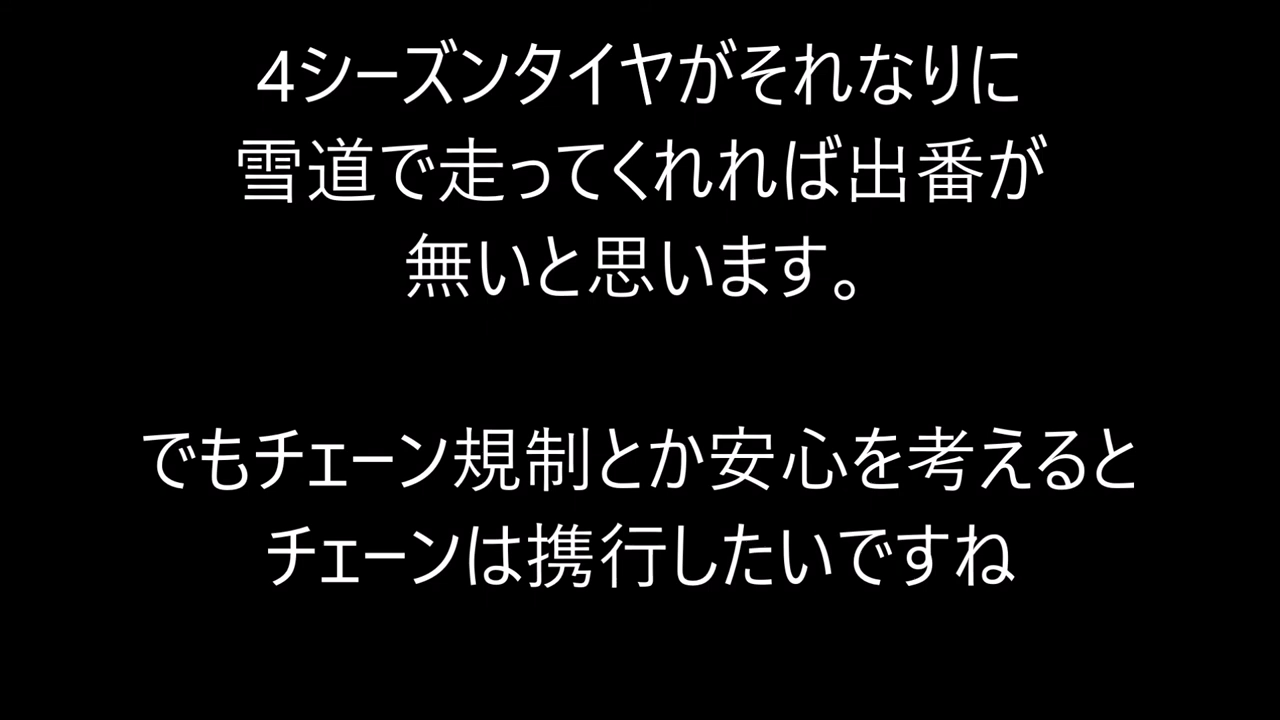 4シーズンタイヤがそれなりに
雪道で走ってくれれば出番が
無いと思います。
でもチェーン規制とか安心を考えると
チェーンは携行したいですね